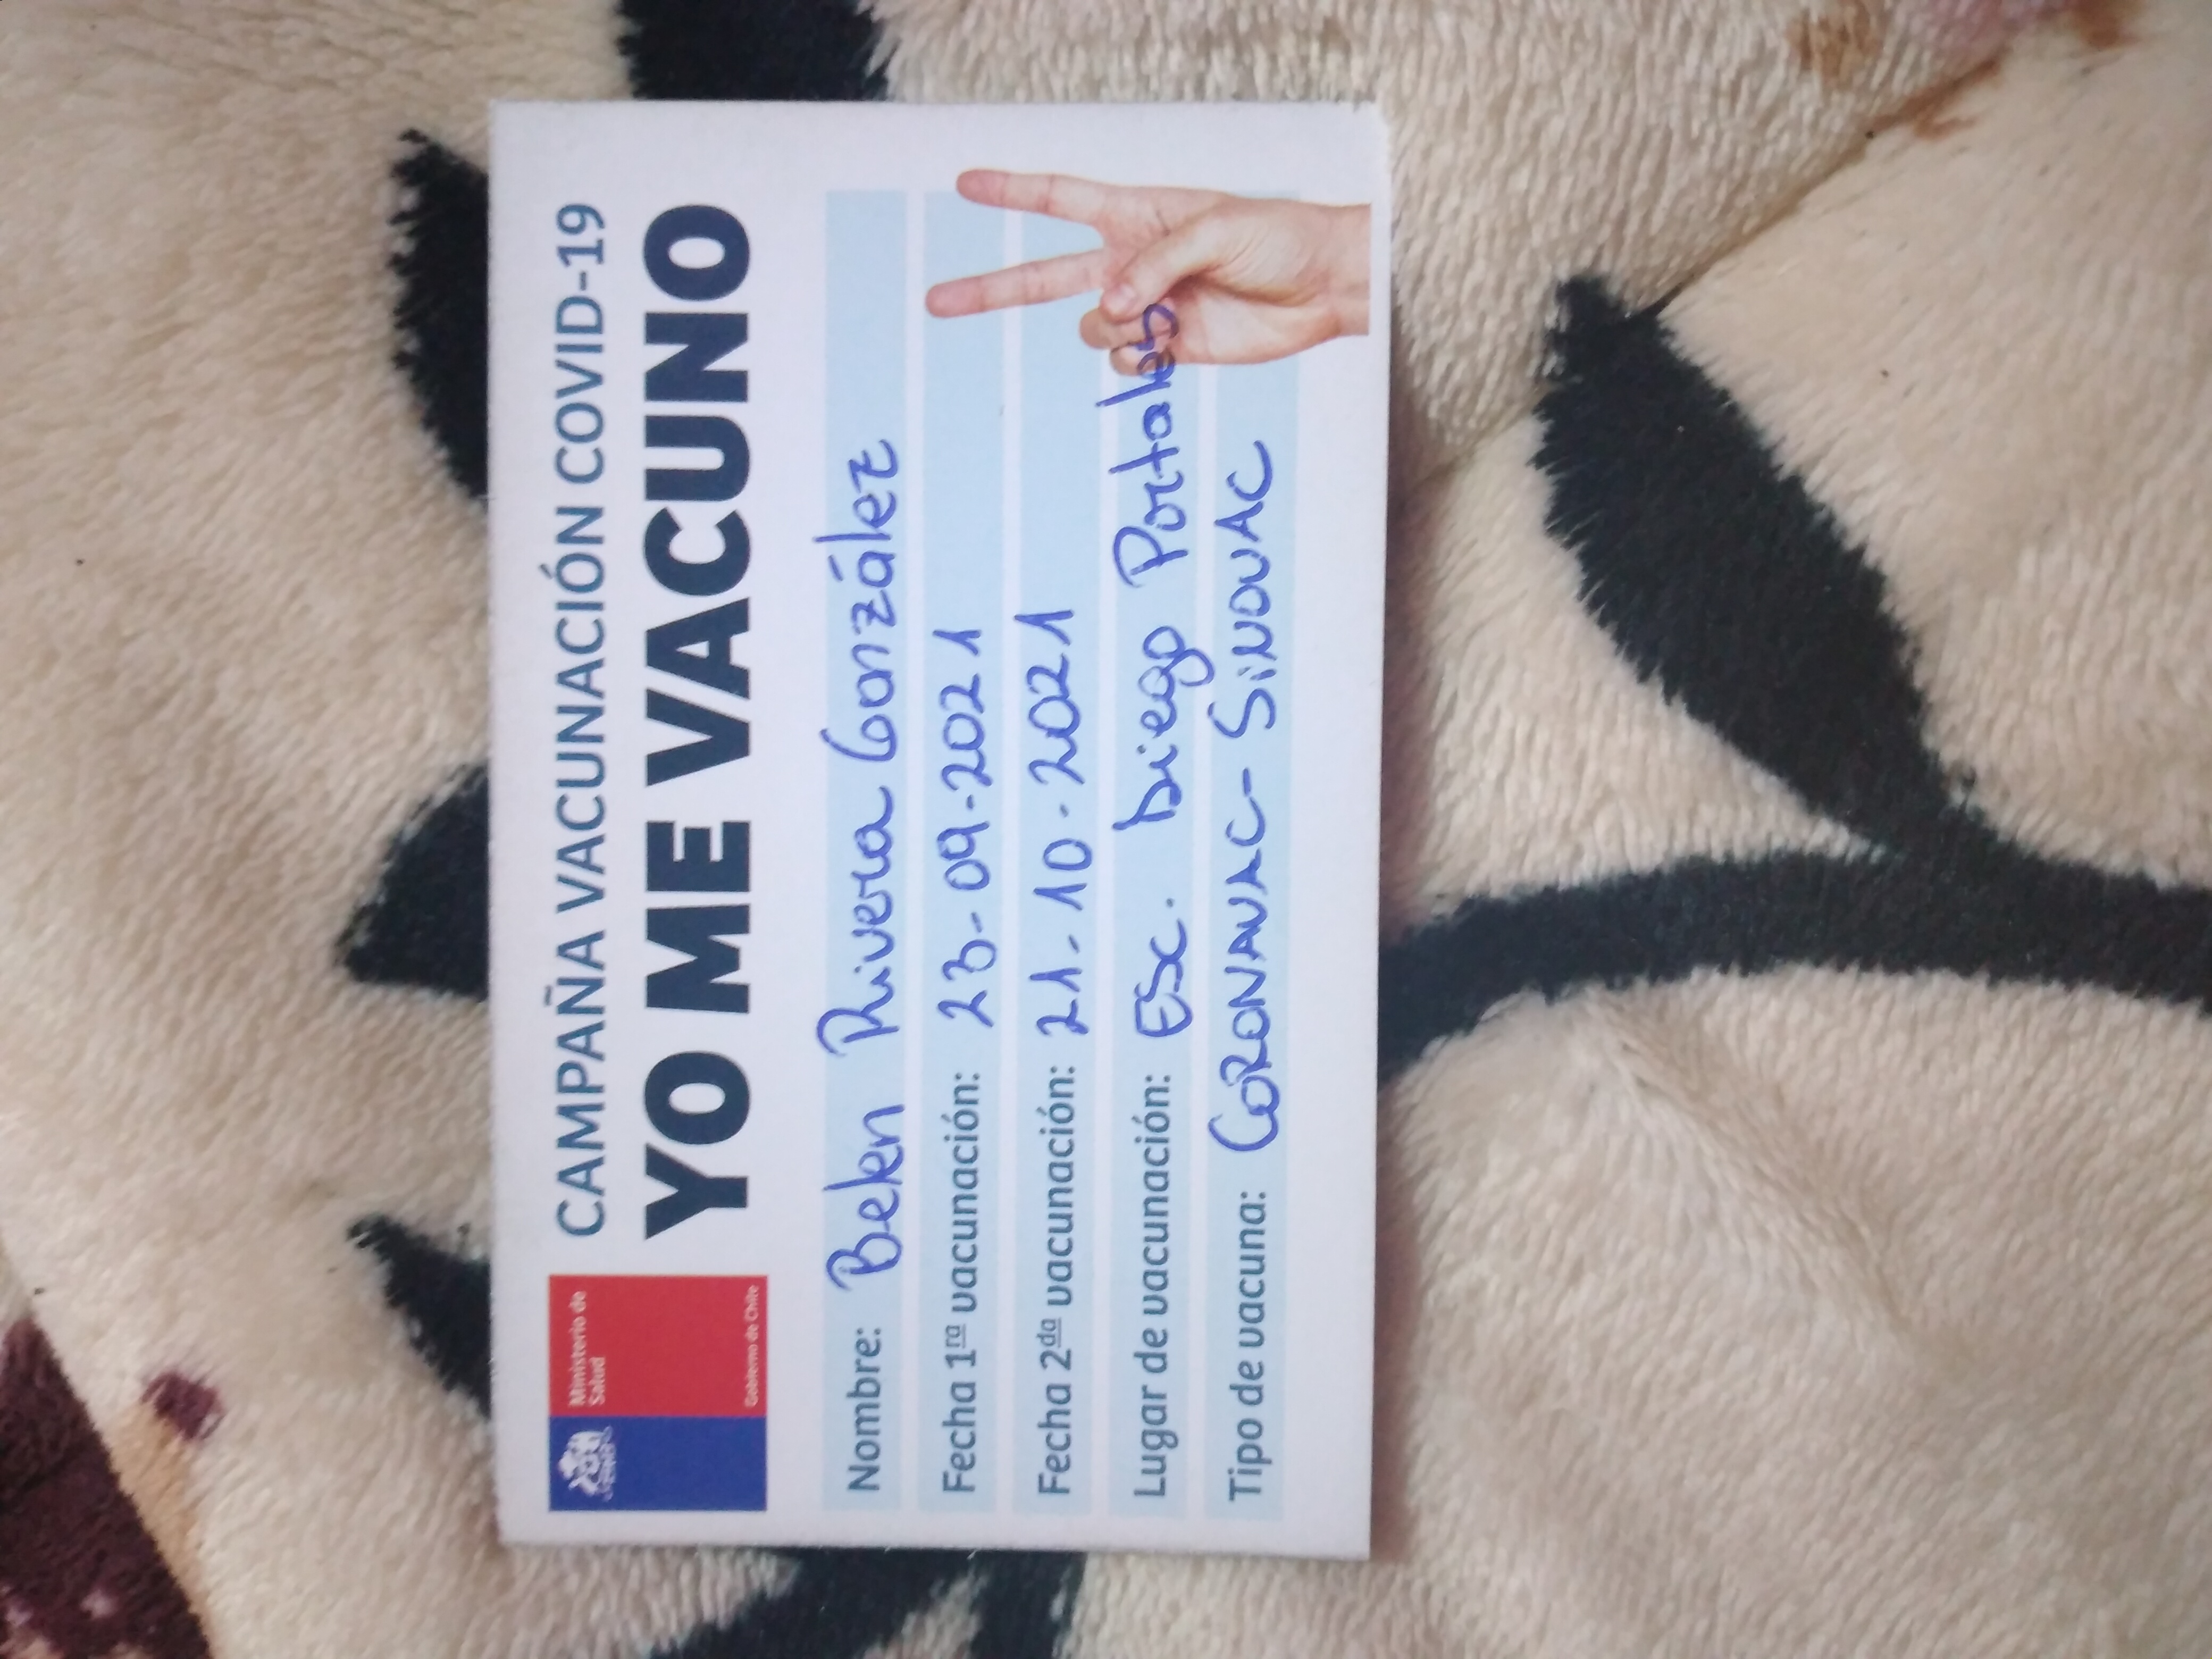 Ministerio de
Salud
Gobierno de Chile
CAMPAÑA VACUNACIÓN COVID-19
YO ME VACUNO
Nombre: Belen Rivera González
Fecha 1ra vacunación: 23-09-2021
Fecha 2da vacunación: 21-10-2021
Lugar de vacunación: Esc. Diego Portales
Tipo de vacuna: CORONAVAC- SiNOVAC